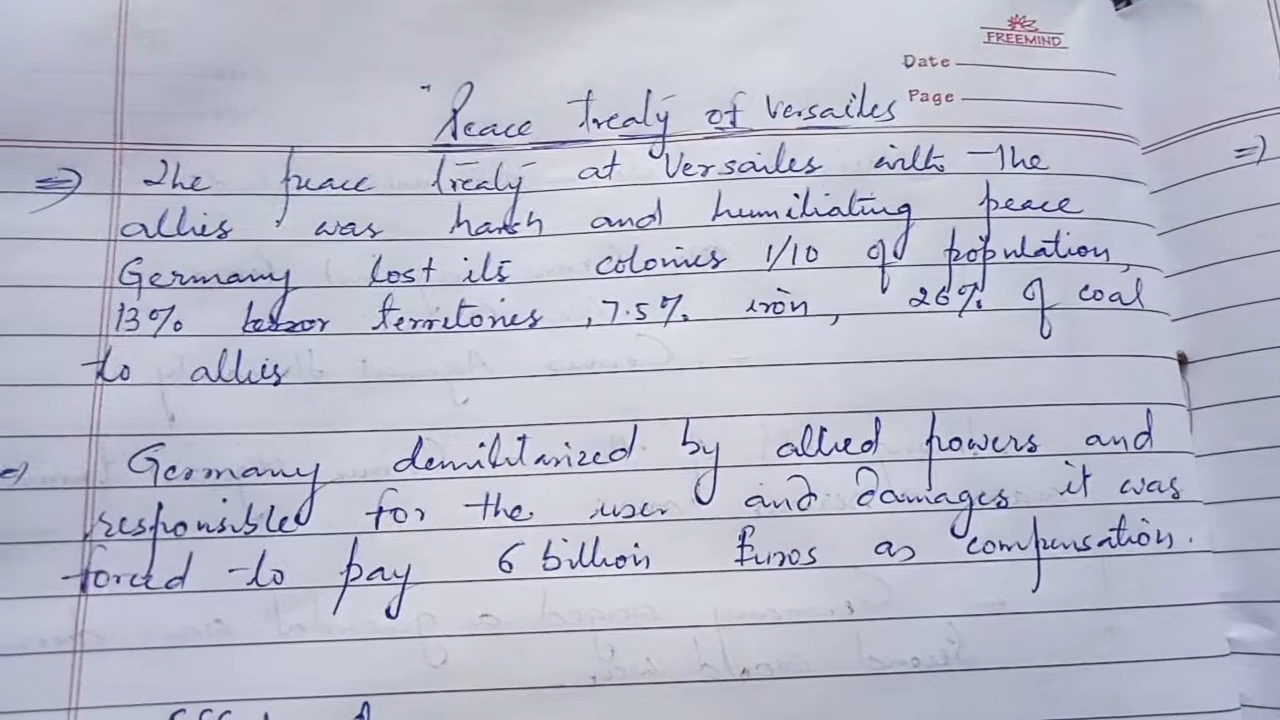 FREEMIND
Date
Page
Peace treaty of Versailes
=> The peace treaty at Versailes with the
allies was harsh and humiliating peace
Germany lost its colonies 1/10 of population,
13% territories, 7.5% iron, 26% of coal
to allies
=> Germany demilitarized by allied powers and
responsible for the and damages it was
forced to pay 6 billion Euros as compensation.
=>